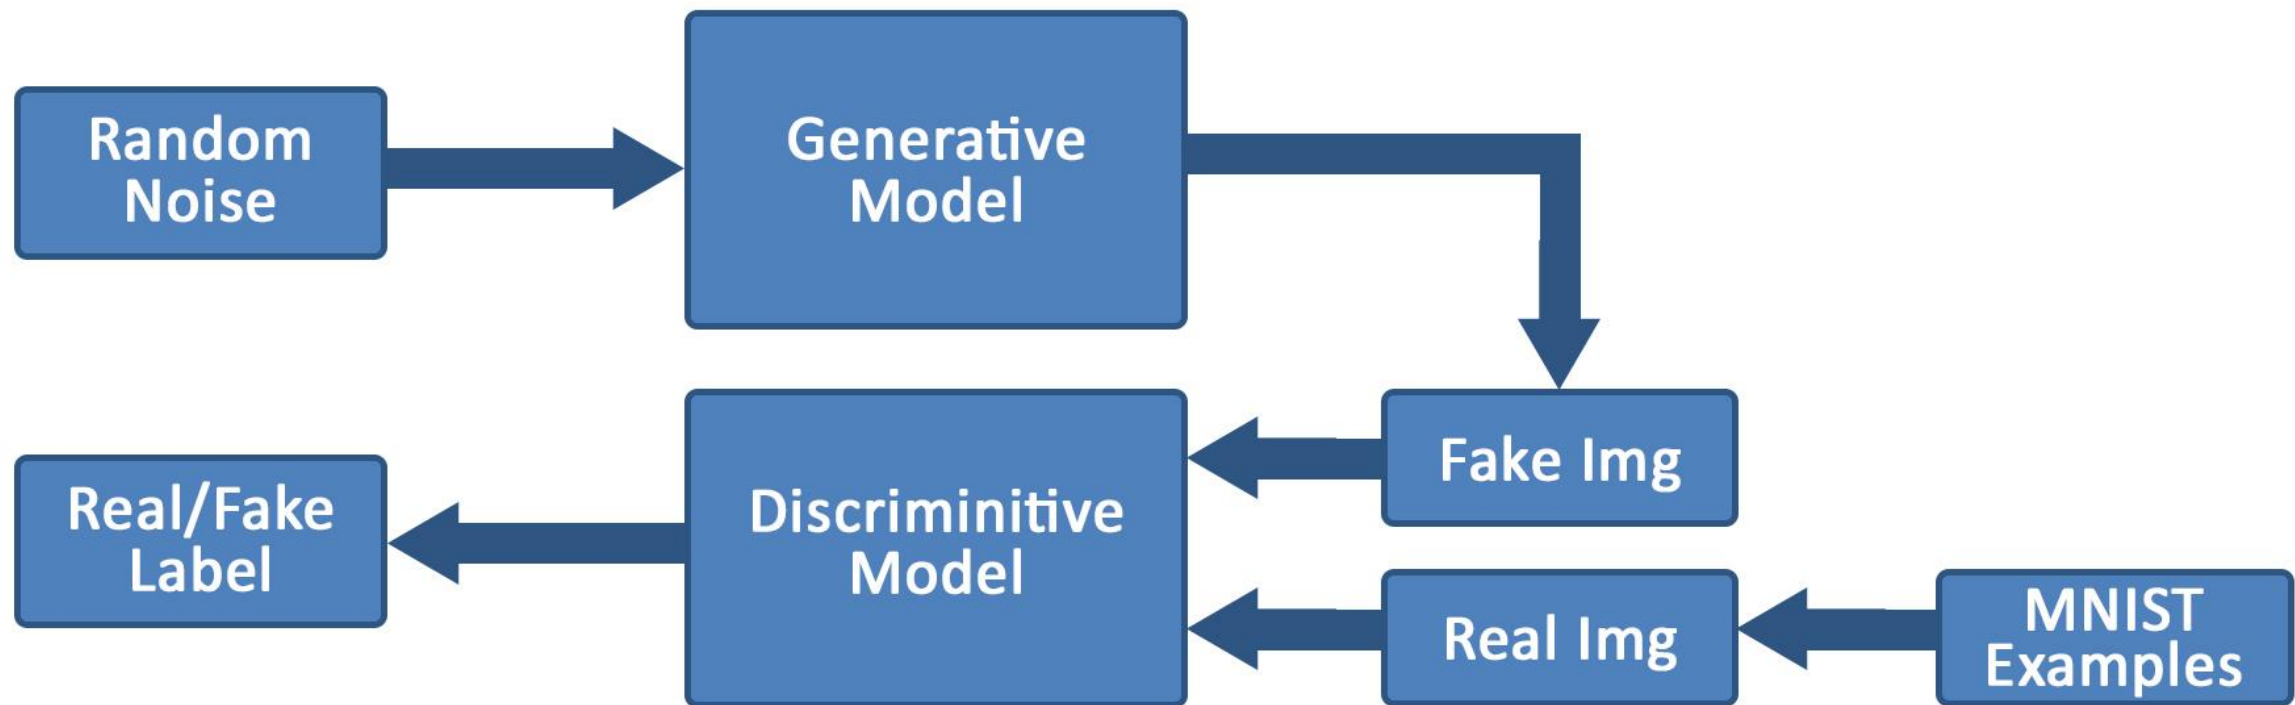 Random
Noise
Generative
Model
Real/Fake
Label
Discriminitive
Model
Fake Img
Real Img
MNIST
Examples